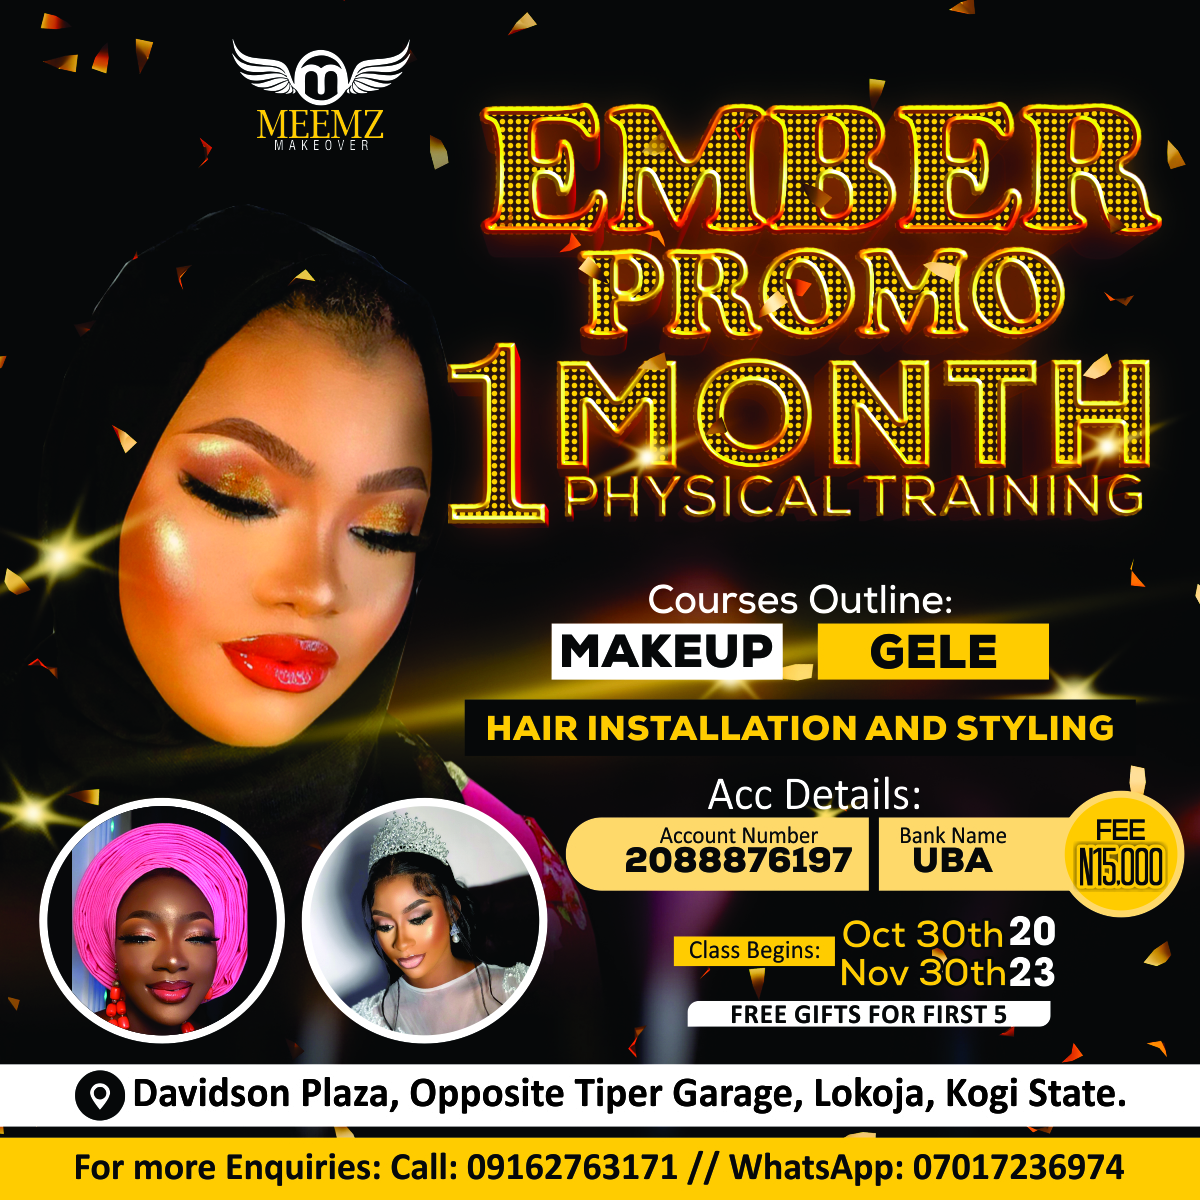 m
MEEMZ
MAKEOVER
EMBER
PROMO
1 MONTH
PHYSICAL TRAINING
Courses Outline:
MAKEUP GELE
HAIR INSTALLATION AND STYLING
Acc Details:
Account Number
2088876197
Bank Name
UBA
FEE
N15,000
Class Begins:
Oct 30th 20
Nov 30th 23
FREE GIFTS FOR FIRST 5
Davidson Plaza, Opposite Tiper Garage, Lokoja, Kogi State.
For more Enquiries: Call: 09162763171 // WhatsApp: 07017236974